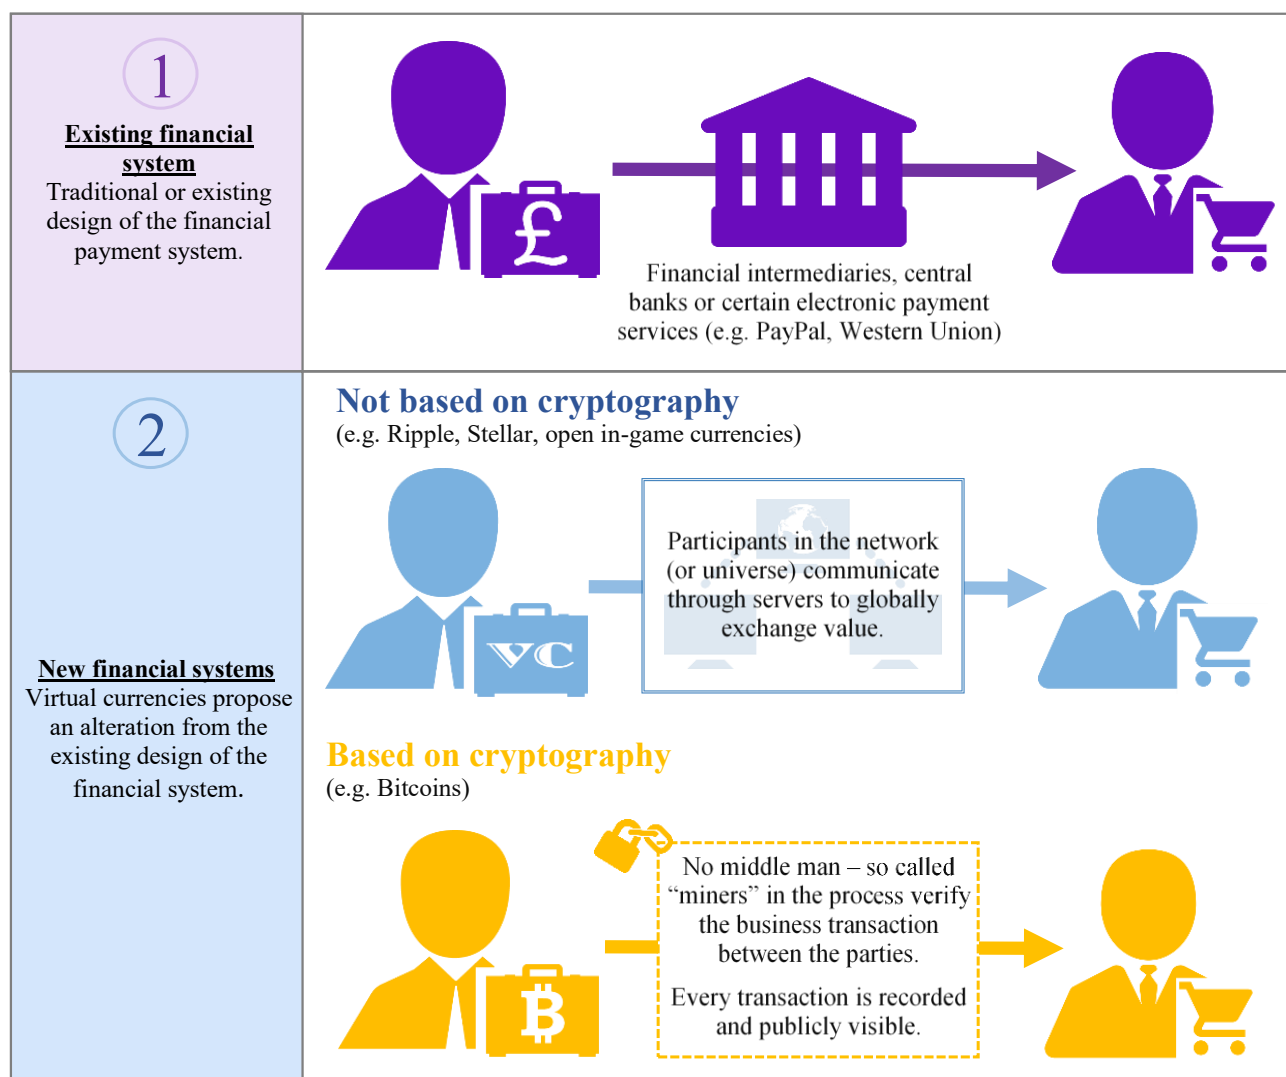 1
Existing financial
system
Traditional or existing
design of the financial
payment system.
£
Financial intermediaries, central
banks or certain electronic payment
services (e.g. PayPal, Western Union)
2
New financial systems
Virtual currencies propose
an alteration from the
existing design of the
financial system.
Not based on cryptography
(e.g. Ripple, Stellar, open in-game currencies)
VC
Participants in the network
(or universe) communicate
through servers to globally
exchange value.
Based on cryptography
(e.g. Bitcoins)
₿
No middle man – so called
“miners” in the process verify
the business transaction
between the parties.
Every transaction is recorded
and publicly visible.